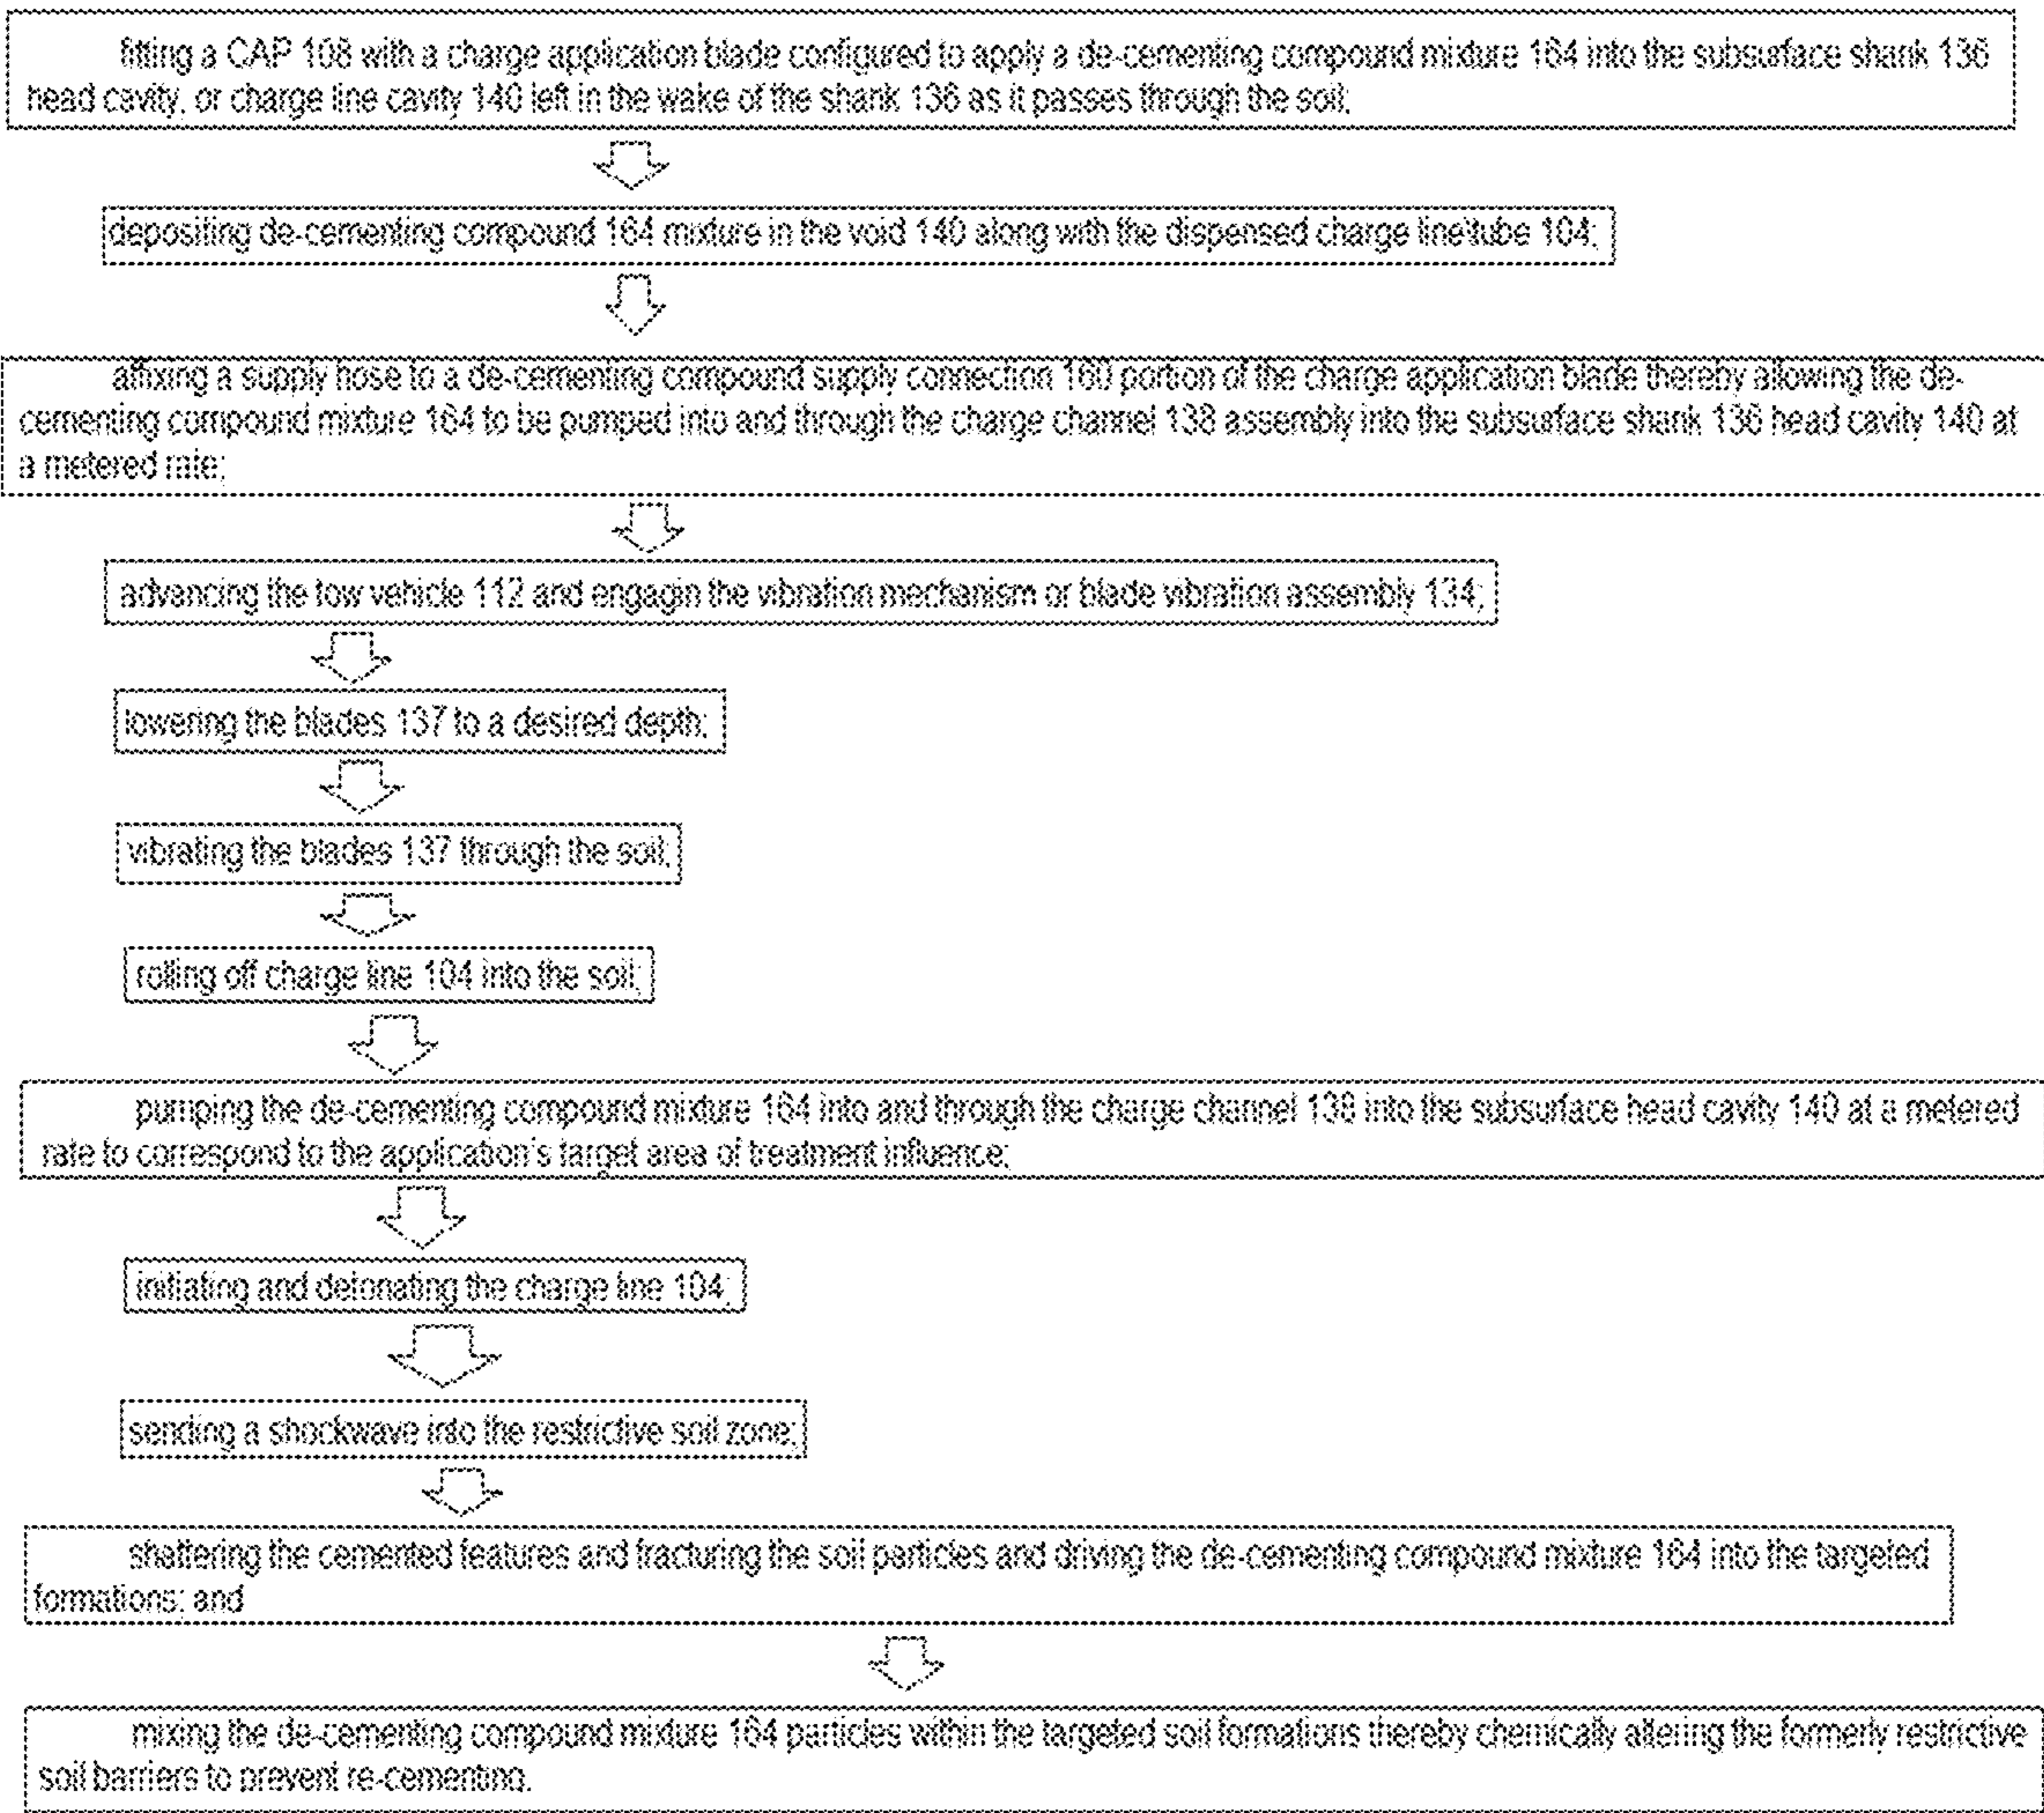 fitting a CAP 108 with a charge application blade configured to apply a de-cementing compound mixture 164 into the subsurface shank 136
head cavity, or charge line cavity 140 left in the wake of the shank 136 as it passes through the soil;
depositing de-cementing compound 164 mixture in the void 140 along with the dispensed charge line/tube 104;
affixing a supply hose to a de-cementing compound supply connection 160 portion of the charge application blade thereby allowing the de-
cementing compound mixture 164 to be pumped into and through the charge channel 138 assembly into the subsurface shank 136 head cavity 140 at
a metered rate;
advancing the tow vehicle 112 and engagin the vibration mechanism or blade vibration assembly 134;
lowering the blades 137 to a desired depth;
vibrating the blades 137 through the soil;
rolling off charge line 104 into the soil;
pumping the de-cementing compound mixture 164 into and through the charge channel 138 into the subsurface head cavity 140 at a metered
rate to correspond to the application's target area of treatment influence;
initiating and detonating the charge line 104;
sending a shockwave into the restrictive soil zone;
shattering the cemented features and fracturing the soil particles and driving the de-cementing compound mixture 164 into the targeted
formations; and
mixing the de-cementing compound mixture 164 particles within the targeted soil formations thereby chemically altering the formerly restrictive
soil barriers to prevent re-cementing.